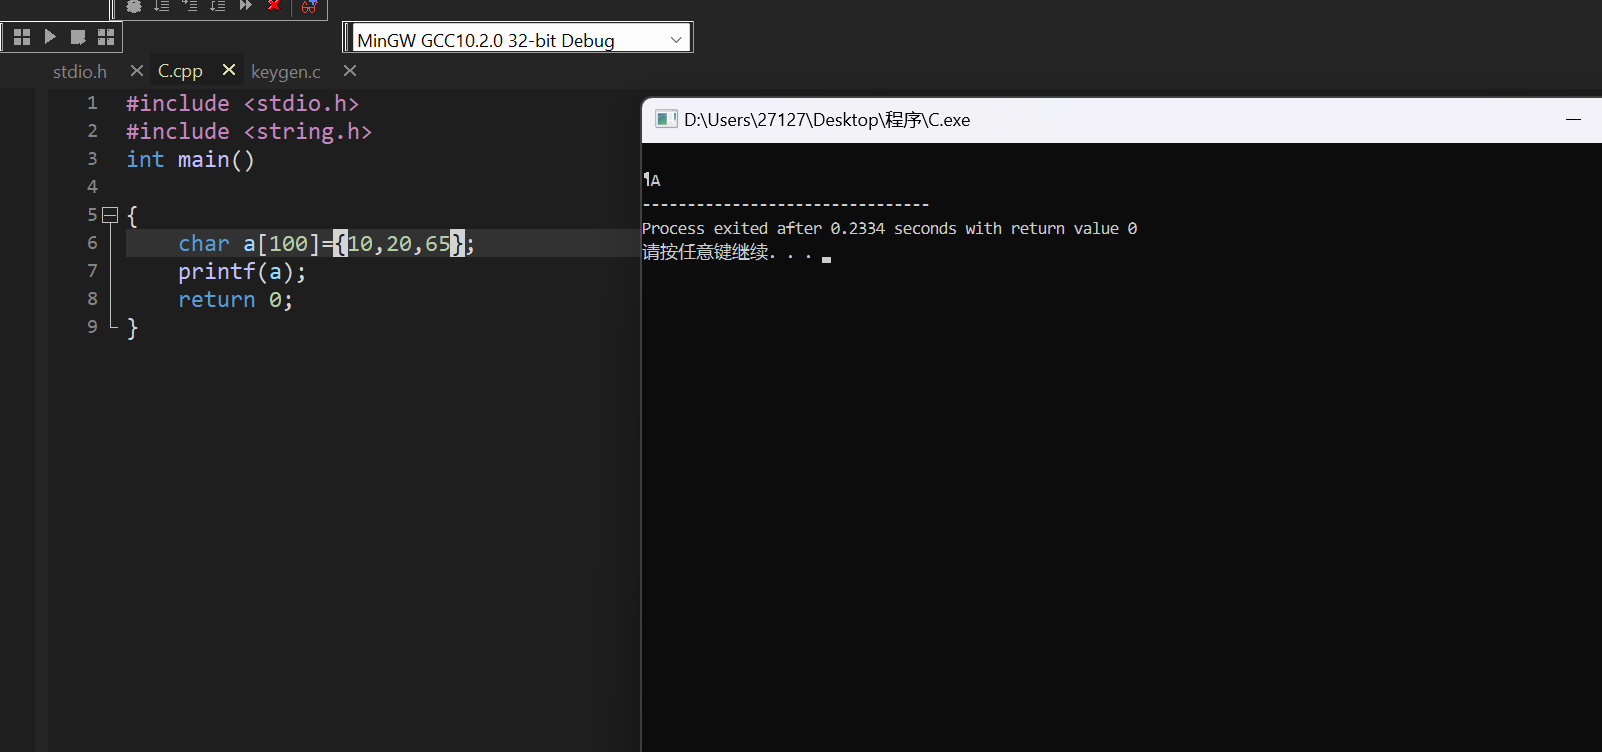 MinGW GCC10.2.0 32-bit Debug
stdio.h C.cpp keygen.c
1 #include <stdio.h>
2 #include <string.h>
3 int main()
4
5 {
6 char a[100]={10,20,65};
7 printf(a);
8 return 0;
9 }
D:\Users\27127\Desktop\程序\C.exe
¶A
--------------------------------
Process exited after 0.2334 seconds with return value 0
请按任意键继续. . .